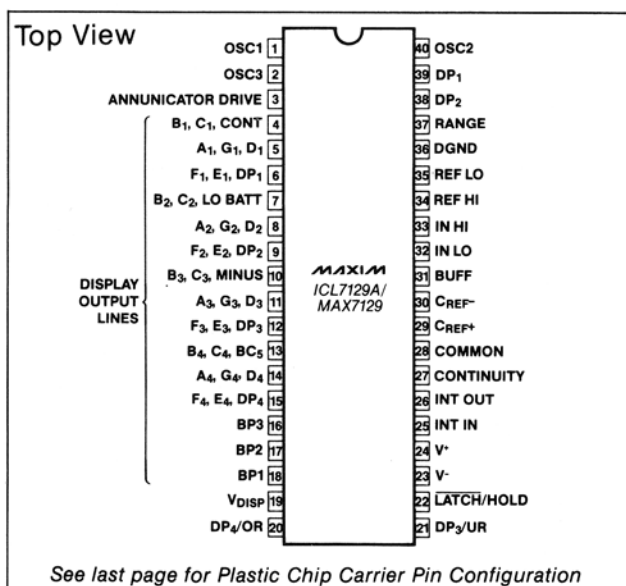 Top View
OSC1 1
OSC3 2
ANNUNICATOR DRIVE 3
B1, C1, CONT 4
A1, G1, D1 5
F1, E1, DP1 6
B2, C2, LO BATT 7
A2, G2, D2 8
F2, E2, DP2 9
B3, C3, MINUS 10
A3, G3, D3 11
F3, E3, DP3 12
B4, C4, BC5 13
A4, G4, D4 14
F4, E4, DP4 15
BP3 16
BP2 17
BP1 18
VDISP 19
DP4/OR 20
DISPLAY
OUTPUT
LINES
MAXIM
ICL7129A/
MAX7129
40 OSC2
39 DP1
38 DP2
37 RANGE
36 DGND
35 REF LO
34 REF HI
33 IN HI
32 IN LO
31 BUFF
30 CREF-
29 CREF+
28 COMMON
27 CONTINUITY
26 INT OUT
25 INT IN
24 V+
23 V-
22 LATCH/HOLD
21 DP3/UR
See last page for Plastic Chip Carrier Pin Configuration